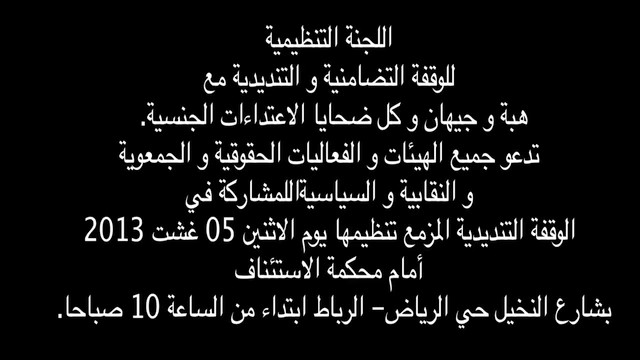 اللجنة التنظيمية
للوقفة التضامنية و التنديدية مع
هبة و جيهان و كل ضحايا الاعتداءات الجنسية.
تدعو جميع الهيئات و الفعاليات الحقوقية و الجمعوية
و النقابية و السياسيةاللمشاركة في
الوقفة التنديدية المزمع تنظيمها يوم الاثنين 05 غشت 2013
أمام محكمة الاستئناف
بشارع النخيل حي الرياض- الرباط ابتداء من الساعة 10 صباحا.